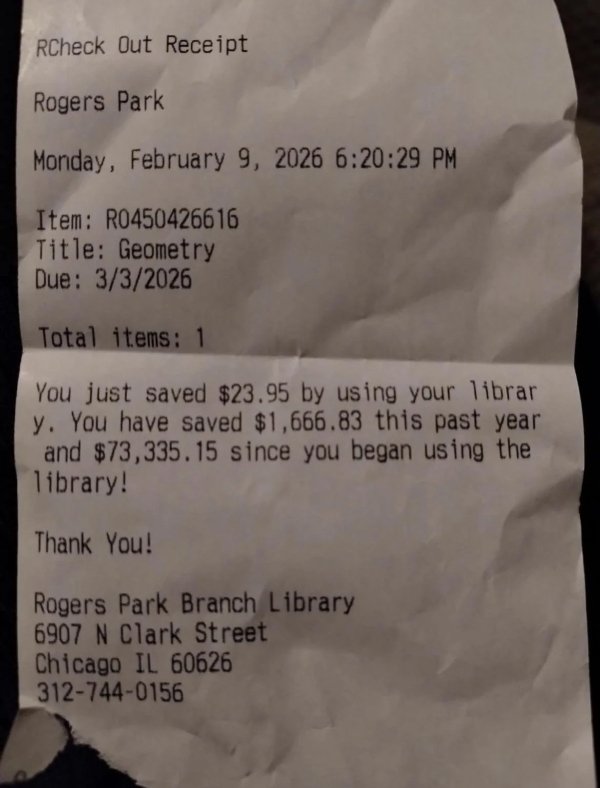 RCheck Out Receipt
Rogers Park
Monday, February 9, 2026 6:20:29 PM
Item: R0450426616
Title: Geometry
Due: 3/3/2026
Total items: 1
You just saved $23.95 by using your librar
y. You have saved $1,666.83 this past year
and $73,335.15 since you began using the
library!
Thank You!
Rogers Park Branch Library
6907 N Clark Street
Chicago IL 60626
312-744-0156